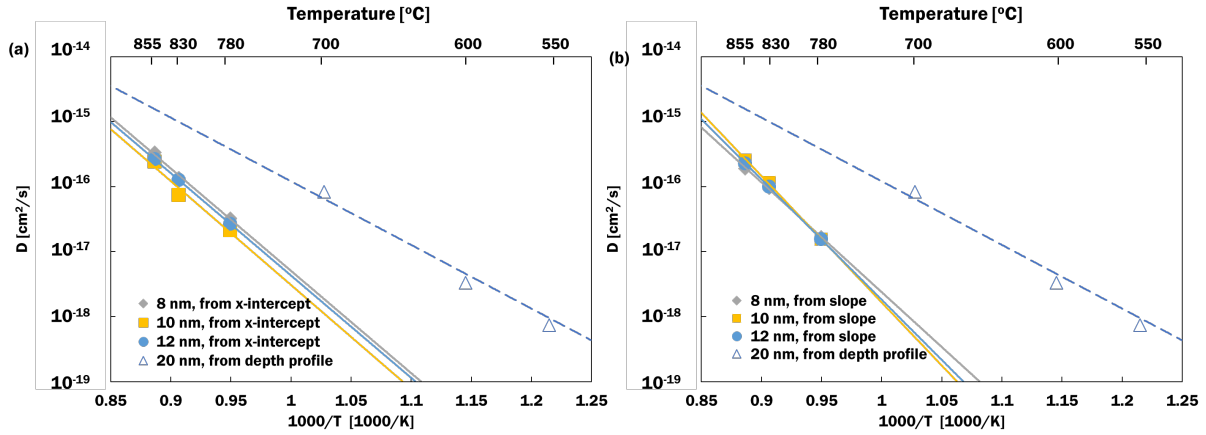 Temperature [ºC]
(a)
855 830 780 700 600 550
10-14
10-15
10-16
10-17
10-18
10-19
D [cm2/s]
8 nm, from x-intercept
10 nm, from x-intercept
12 nm, from x-intercept
20 nm, from depth profile
0.85 0.9 0.95 1 1.05 1.1 1.15 1.2 1.25
1000/T [1000/K]
Temperature [ºC]
(b)
855 830 780 700 600 550
10-14
10-15
10-16
10-17
10-18
10-19
D [cm2/s]
8 nm, from slope
10 nm, from slope
12 nm, from slope
20 nm, from depth profile
0.85 0.9 0.95 1 1.05 1.1 1.15 1.2 1.25
1000/T [1000/K]